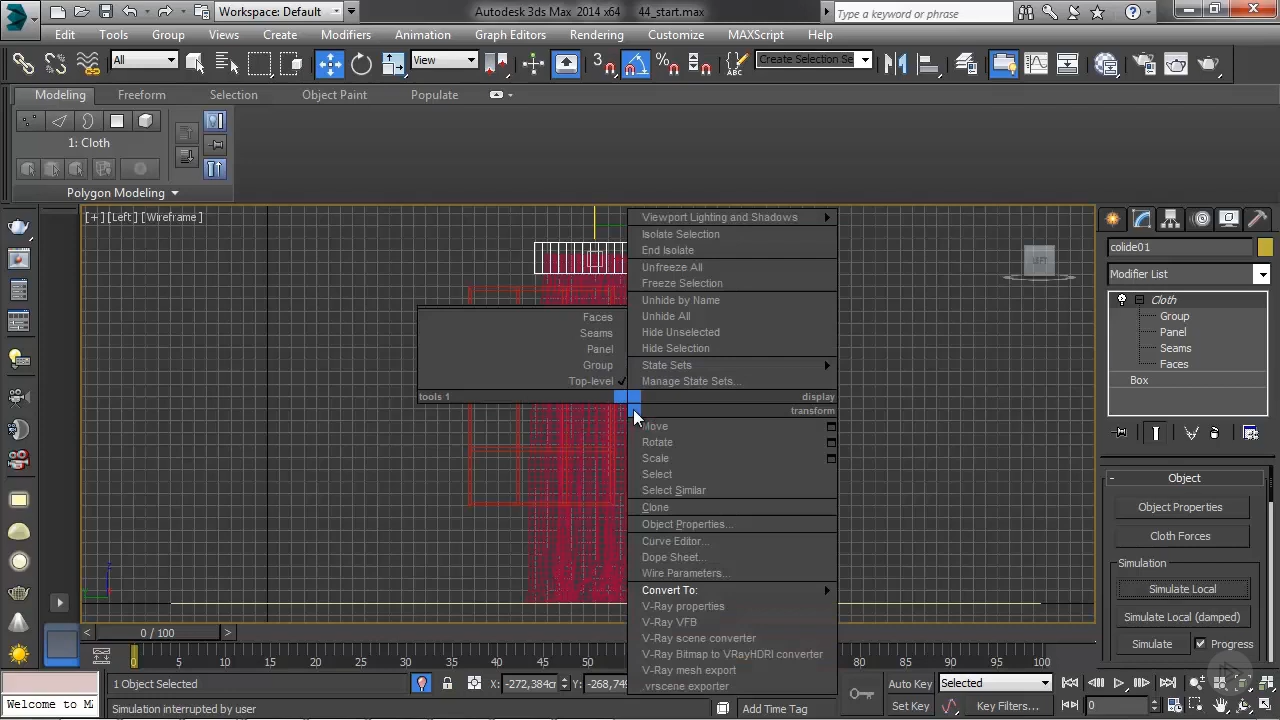 Workspace: Default
Autodesk 3ds Max 2014 x64
44_start.max
Type a keyword or phrase
Edit
Tools
Group
Views
Create
Modifiers
Animation
Graph Editors
Rendering
Customize
MAXScript
Help
All
View
3
Create Selection Se
Modeling
Freeform
Selection
Object Paint
Populate
1: Cloth
Polygon Modeling
[+] [Left] [Wireframe]
LEFT
Faces
Seams
Panel
Group
Top-level
tools 1
Viewport Lighting and Shadows
Isolate Selection
End Isolate
Unfreeze All
Freeze Selection
Unhide by Name
Unhide All
Hide Unselected
Hide Selection
State Sets
Manage State Sets...
display
transform
Move
Rotate
Scale
Select
Select Similar
Clone
Object Properties...
Curve Editor...
Dope Sheet...
Wire Parameters...
Convert To:
V-Ray properties
V-Ray VFB
V-Ray scene converter
V-Ray Bitmap to VRayHDRI converter
V-Ray mesh export
.vrscene exporter
colide01
Modifier List
Cloth
Group
Panel
Seams
Faces
Box
- Object
Object Properties
Cloth Forces
Simulation
Simulate Local
Simulate Local (damped)
Simulate
Progress
< 0 / 100 >
0 5 10 15 20 25 30 35 40 45 50
85 90 95 100
1 Object Selected
X: -272,384cm
Y: -268,74
Auto Key
Selected
Welcome to M
Simulation interrupted by user
Add Time Tag
Set Key
Key Filters...
0